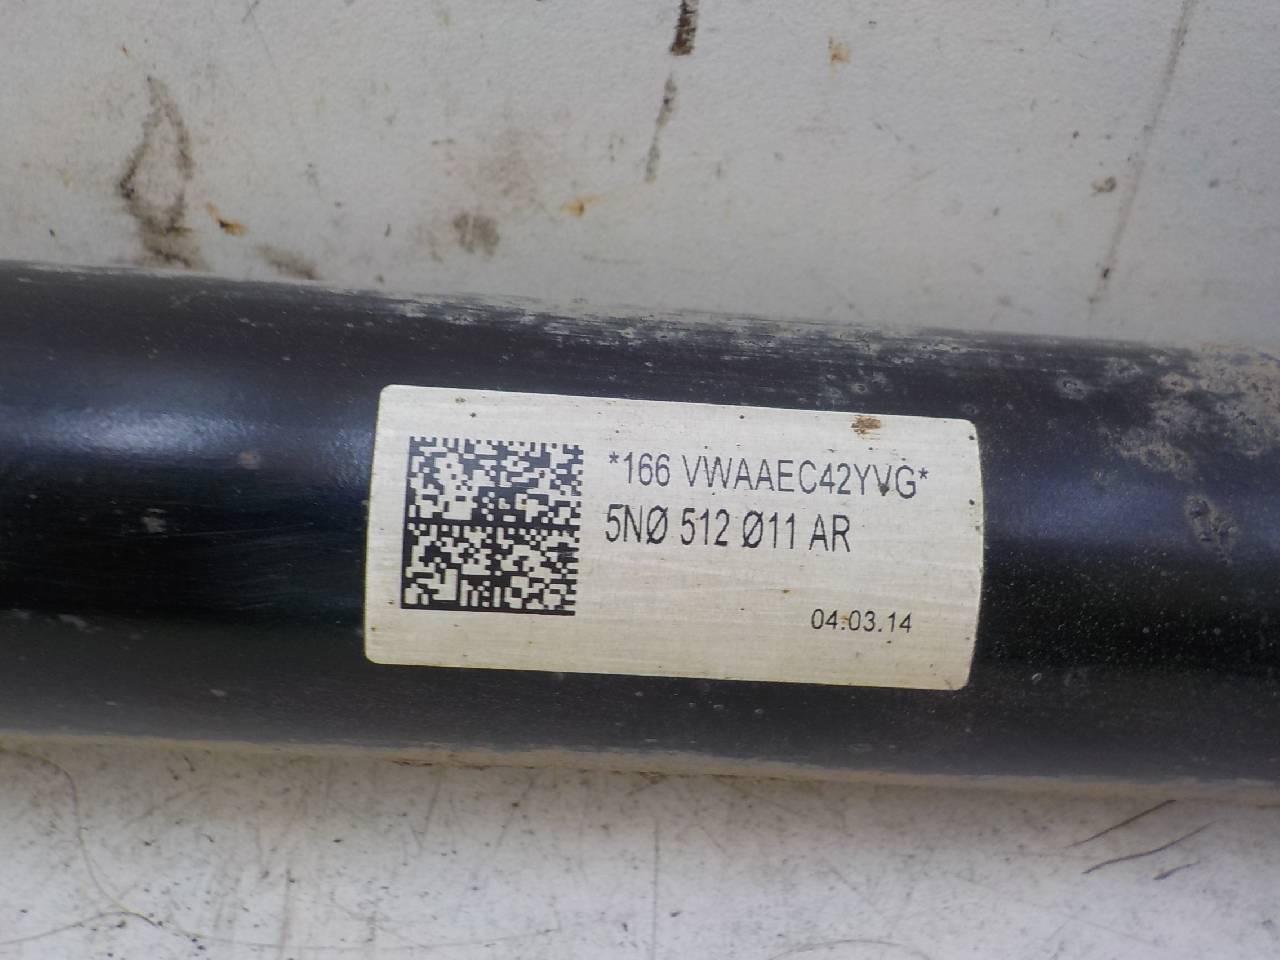 *166 VWAAEC42YVG*
5NØ 512 Ø11 AR
04.03.14